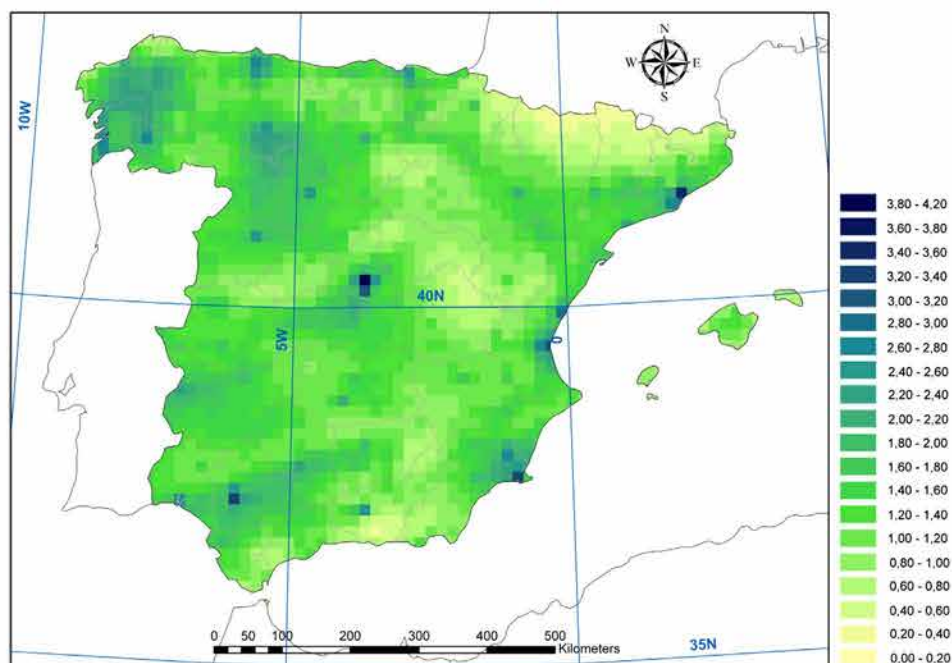 N
W E
S
10W
40N
5W
0
35N
0 50 100 200 300 400 500
Kilometers
3,80 - 4,20
3,60 - 3,80
3,40 - 3,60
3,20 - 3,40
3,00 - 3,20
2,80 - 3,00
2,60 - 2,80
2,40 - 2,60
2,20 - 2,40
2,00 - 2,20
1,80 - 2,00
1,60 - 1,80
1,40 - 1,60
1,20 - 1,40
1,00 - 1,20
0,80 - 1,00
0,60 - 0,80
0,40 - 0,60
0,20 - 0,40
0,00 - 0,20